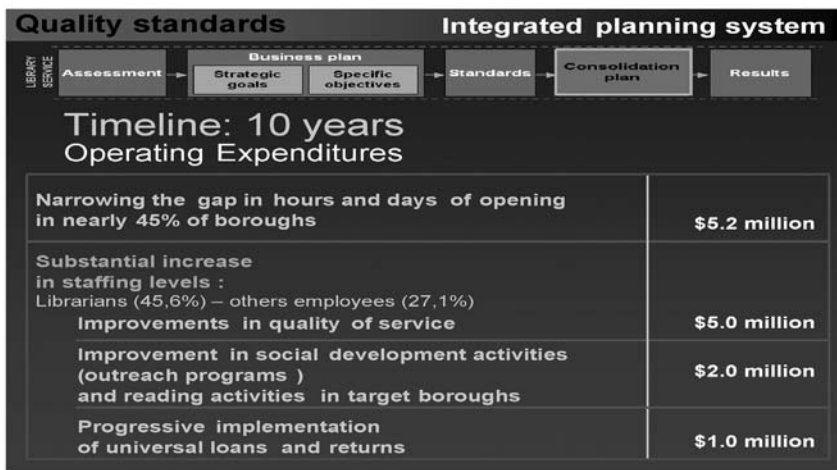 Quality standards
Integrated planning system
LIBRARY
SERVICE
Assessment
Business plan
Strategic
goals
Specific
objectives
Standards
Consolidation
plan
Results
Timeline: 10 years
Operating Expenditures
Narrowing the gap in hours and days of opening
in nearly 45% of boroughs
$5.2 million
Substantial increase
in staffing levels :
Librarians (45,6%) – others employees (27,1%)
Improvements in quality of service
$5.0 million
Improvement in social development activities
(outreach programs )
and reading activities in target boroughs
$2.0 million
Progressive implementation
of universal loans and returns
$1.0 million